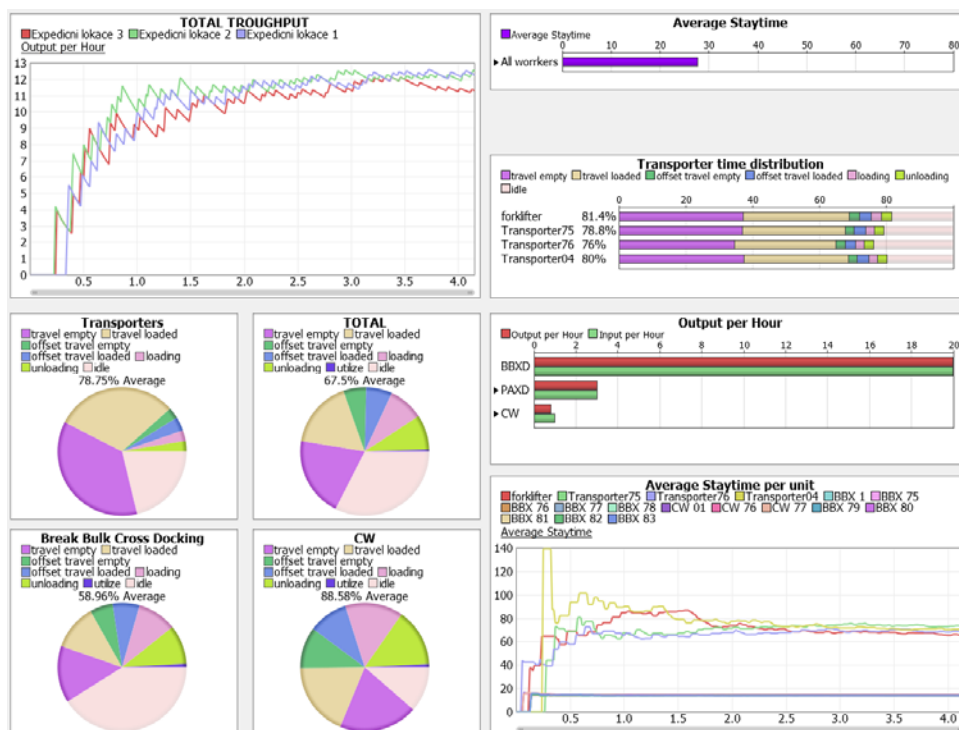 TOTAL TROUGHPUT
Expedicni lokace 3 Expedicni lokace 2 Expedicni lokace 1
Output per Hour
13
12
11
10
9
8
7
6
5
4
3
2
1
0
0.5 1.0 1.5 2.0 2.5 3.0 3.5 4.0
Average Staytime
Average Staytime
0 10 20 30 40 50 60 70 80
All worrkers
Transporter time distribution
travel empty travel loaded offset travel empty offset travel loaded loading unloading
idle
0 20 40 60 80
forklifter 81.4%
Transporter75 78.8%
Transporter76 76%
Transporter04 80%
Transporters
travel empty travel loaded
offset travel empty
offset travel loaded loading
unloading idle
78.75% Average
TOTAL
travel empty travel loaded
offset travel empty
offset travel loaded loading
unloading utilize idle
67.5% Average
Output per Hour
Output per Hour Input per Hour
0 2 4 6 8 10 12 14 16 18 20
BBXD
PAXD
CW
Break Bulk Cross Docking
travel empty travel loaded
offset travel empty
offset travel loaded loading
unloading utilize idle
58.96% Average
CW
travel empty travel loaded
offset travel empty
offset travel loaded loading
unloading utilize idle
88.58% Average
Average Staytime per unit
forklifter Transporter75 Transporter76 Transporter04 BBX 1 BBX 75
BBX 76 BBX 77 BBX 78 CW 01 CW 76 CW 77 BBX 79 BBX 80
BBX 81 BBX 82 BBX 83
Average Staytime
140
120
100
80
60
40
20
0
0.5 1.0 1.5 2.0 2.5 3.0 3.5 4.0